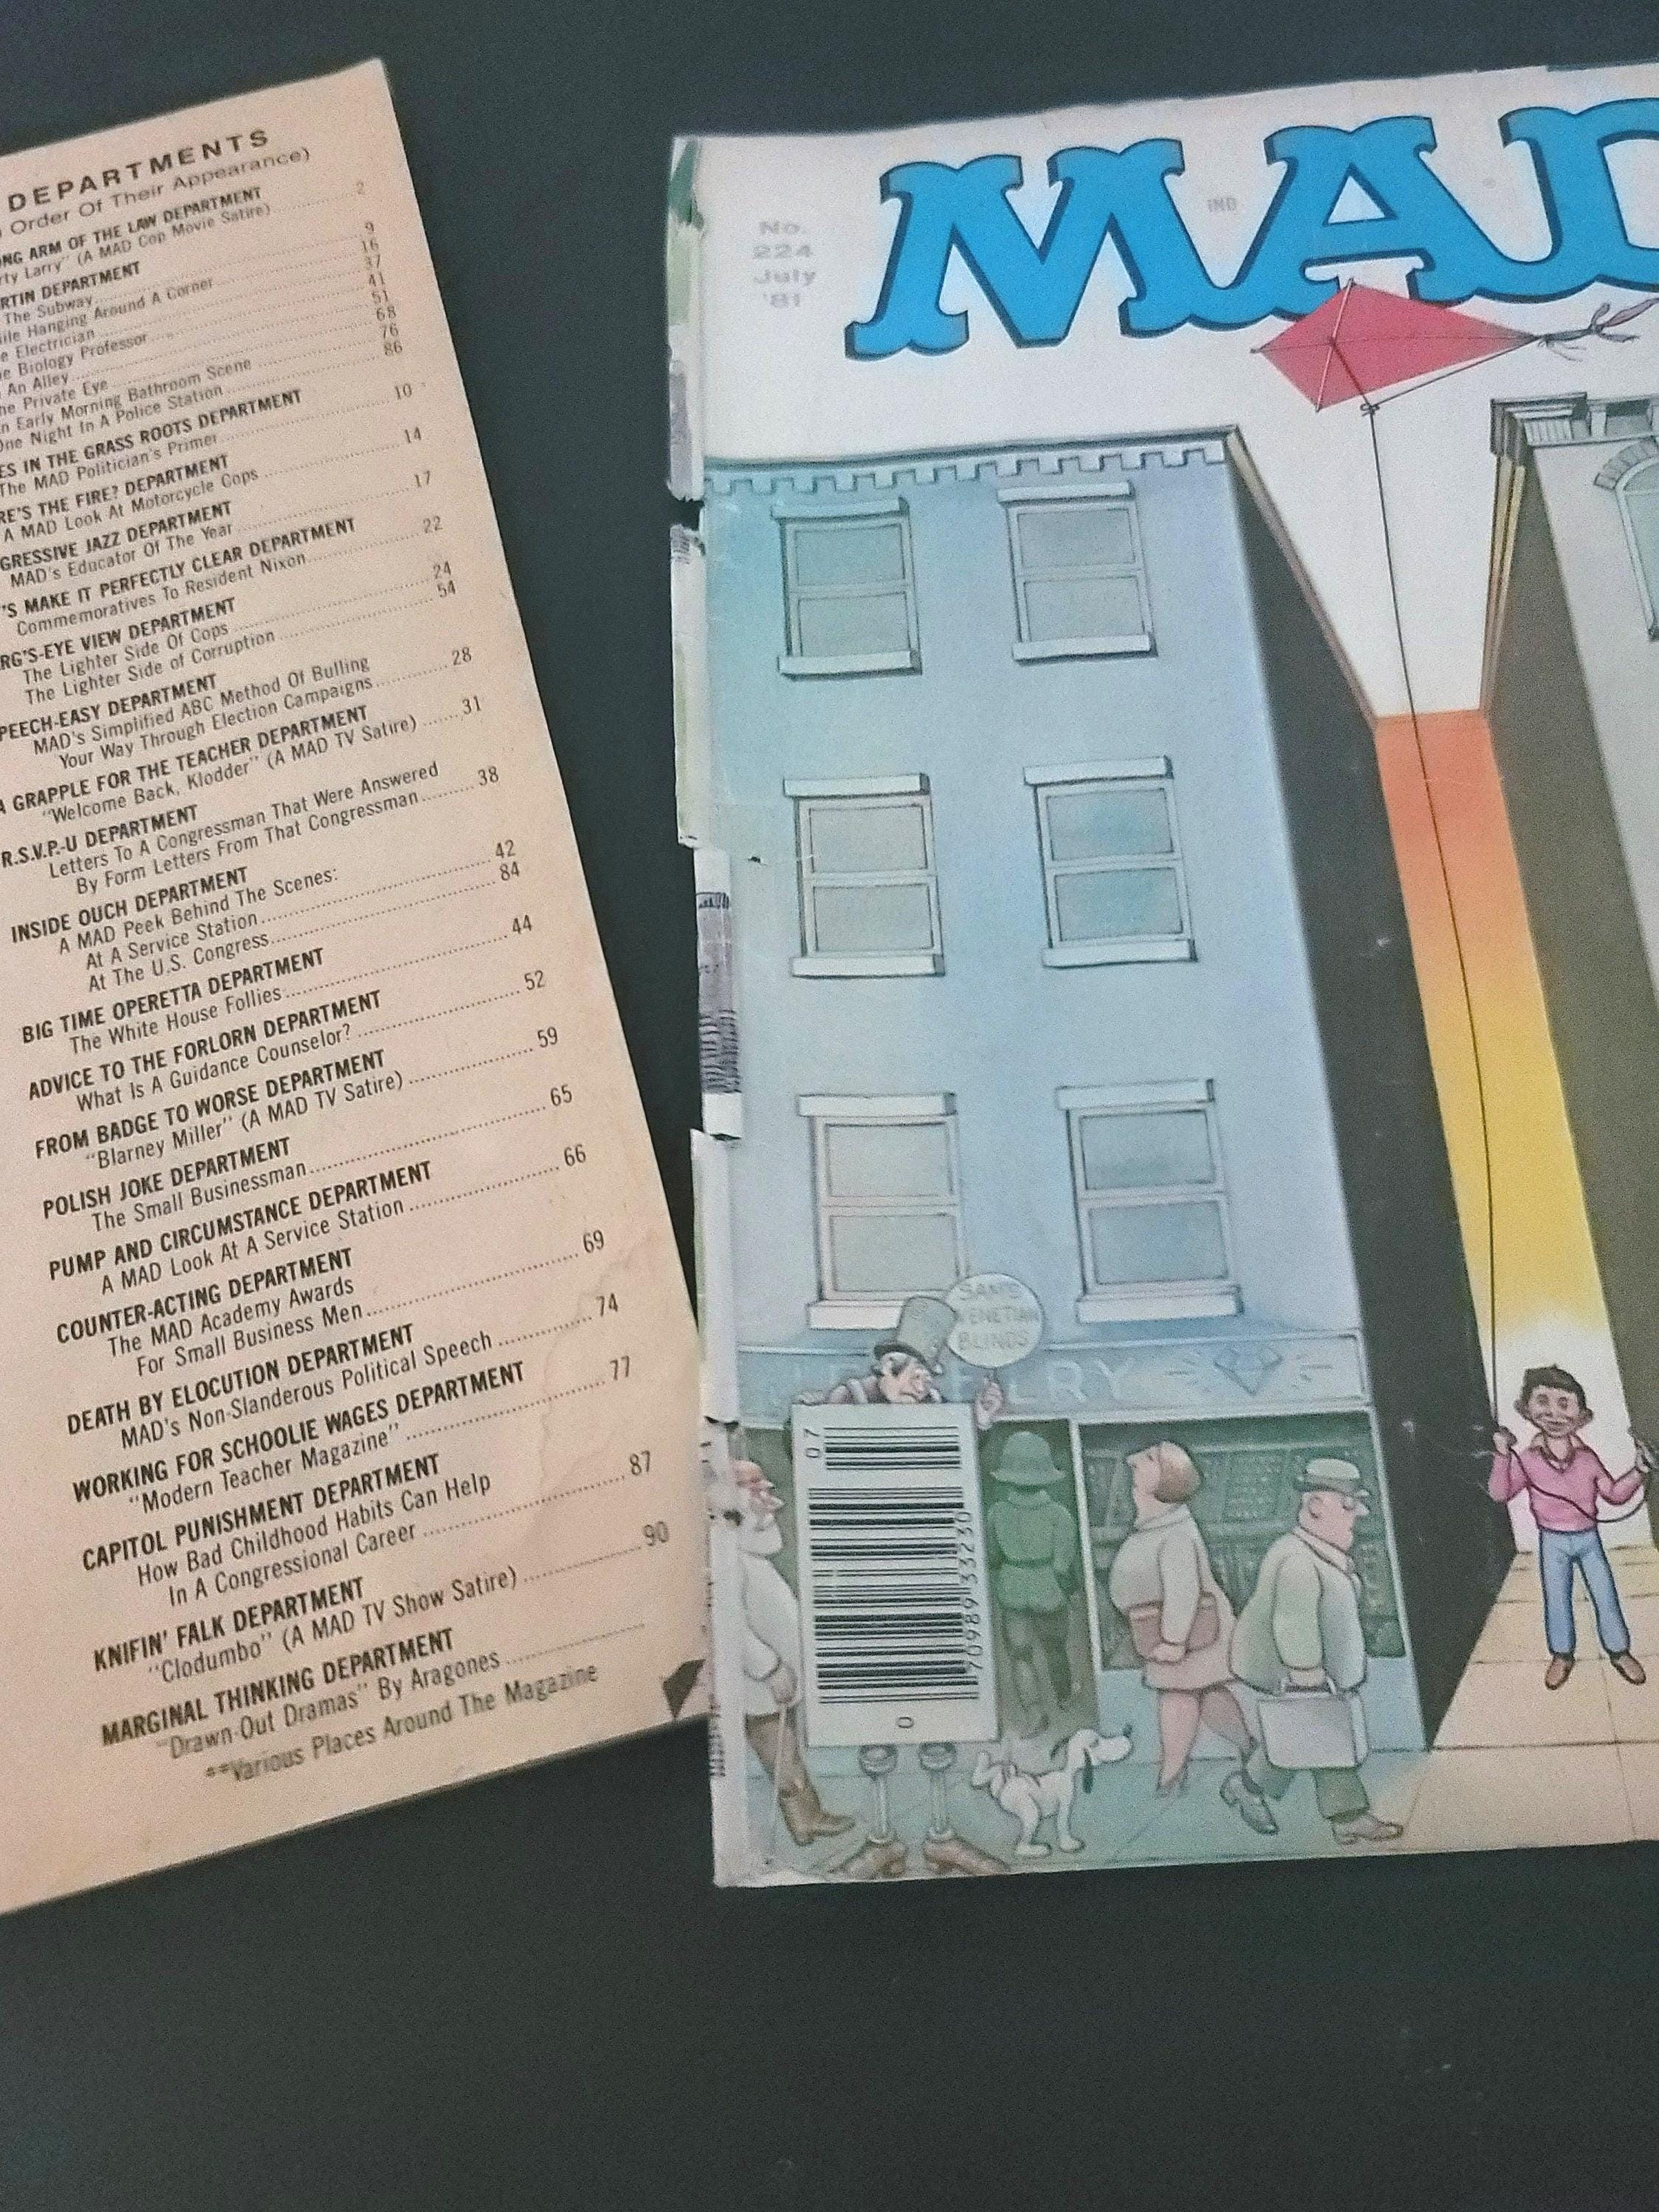 DEPARTMENTS
Order Of Their Appearance)
ARM OF THE LAW DEPARTMENT
Larry" (A MAD Cop Movie Satire) 2
DEPARTMENT
The Subway 9
Hanging Around A Corner 16
Electrician 37
Biology Professor 41
An Alley 51
Private Eye 68
Early Morning Bathroom Scene 76
One Night In A Police Station 86
IN THE GRASS ROOTS DEPARTMENT
The MAD Politician's Primer 10
THE FIRE? DEPARTMENT
A MAD Look At Motorcycle Cops 14
JAZZ DEPARTMENT
MAD's Educator Of The Year 17
MAKE IT PERFECTLY CLEAR DEPARTMENT
Commemoratives To Resident Nixon 22
VIEW DEPARTMENT
The Lighter Side Of Cops 24
The Lighter Side of Corruption 54
DEPARTMENT
MAD's Simplified ABC Method Of Bulling
Your Way Through Election Campaigns 28
A GRAPPLE FOR THE TEACHER DEPARTMENT
"Welcome Back, Klodder" (A MAD TV Satire) 31
R.S.V.P.-U DEPARTMENT
Letters To A Congressman That Were Answered
By Form Letters From That Congressman 38
INSIDE OUCH DEPARTMENT
A MAD Peek Behind The Scenes:
At A Service Station 42
At The U.S. Congress 84
BIG TIME OPERETTA DEPARTMENT
The White House Follies 44
ADVICE TO THE FORLORN DEPARTMENT
What Is A Guidance Counselor? 52
FROM BADGE TO WORSE DEPARTMENT
"Blarney Miller" (A MAD TV Satire) 59
POLISH JOKE DEPARTMENT
The Small Businessman 65
PUMP AND CIRCUMSTANCE DEPARTMENT
A MAD Look At A Service Station 66
COUNTER-ACTING DEPARTMENT
The MAD Academy Awards
For Small Business Men 69
DEATH BY ELOCUTION DEPARTMENT
MAD's Non-Slanderous Political Speech 74
WORKING FOR SCHOOLIE WAGES DEPARTMENT
"Modern Teacher Magazine" 77
CAPITOL PUNISHMENT DEPARTMENT
How Bad Childhood Habits Can Help
In A Congressional Career 87
KNIFIN' FALK DEPARTMENT
"Clodumbo" (A MAD TV Show Satire) 90
MARGINAL THINKING DEPARTMENT
"Drawn-Out Dramas" By Aragones
**Various Places Around The Magazine
MAD
IND
No.
224
July
'81
SAME
VENETIAN
BLINDS
07
70989 33230
0